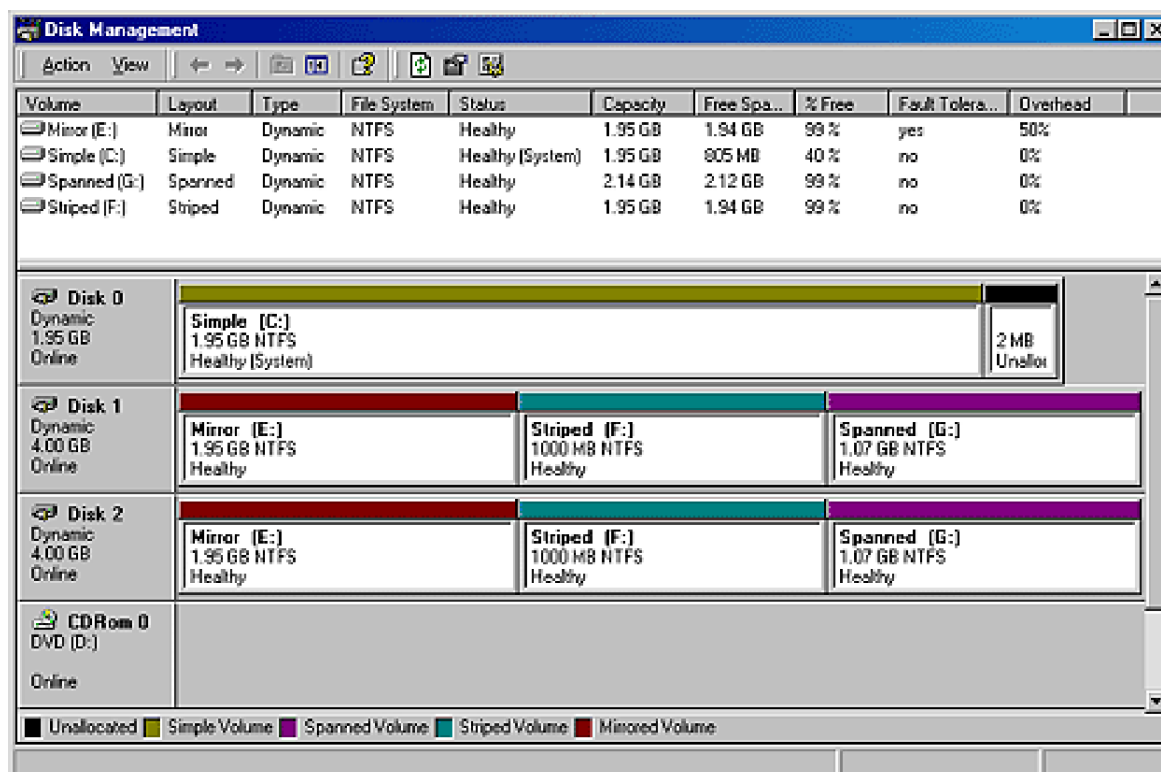 Disk Management
Action View
Volume Layout Type File System Status Capacity Free Spa... % Free Fault Tolera... Overhead
Mirror (E:) Mirror Dynamic NTFS Healthy 1.95 GB 1.94 GB 99 % yes 50%
Simple (C:) Simple Dynamic NTFS Healthy (System) 1.95 GB 805 MB 40 % no 0%
Spanned (G:) Spanned Dynamic NTFS Healthy 2.14 GB 2.12 GB 99 % no 0%
Striped (F:) Striped Dynamic NTFS Healthy 1.95 GB 1.94 GB 99 % no 0%
Disk 0
Dynamic
1.95 GB
Online
Simple (C:)
1.95 GB NTFS
Healthy (System)
2 MB
Unalloc
Disk 1
Dynamic
4.00 GB
Online
Mirror (E:)
1.95 GB NTFS
Healthy
Striped (F:)
1000 MB NTFS
Healthy
Spanned (G:)
1.07 GB NTFS
Healthy
Disk 2
Dynamic
4.00 GB
Online
Mirror (E:)
1.95 GB NTFS
Healthy
Striped (F:)
1000 MB NTFS
Healthy
Spanned (G:)
1.07 GB NTFS
Healthy
CDRom 0
DVD (D:)
Online
Unallocated Simple Volume Spanned Volume Striped Volume Mirrored Volume